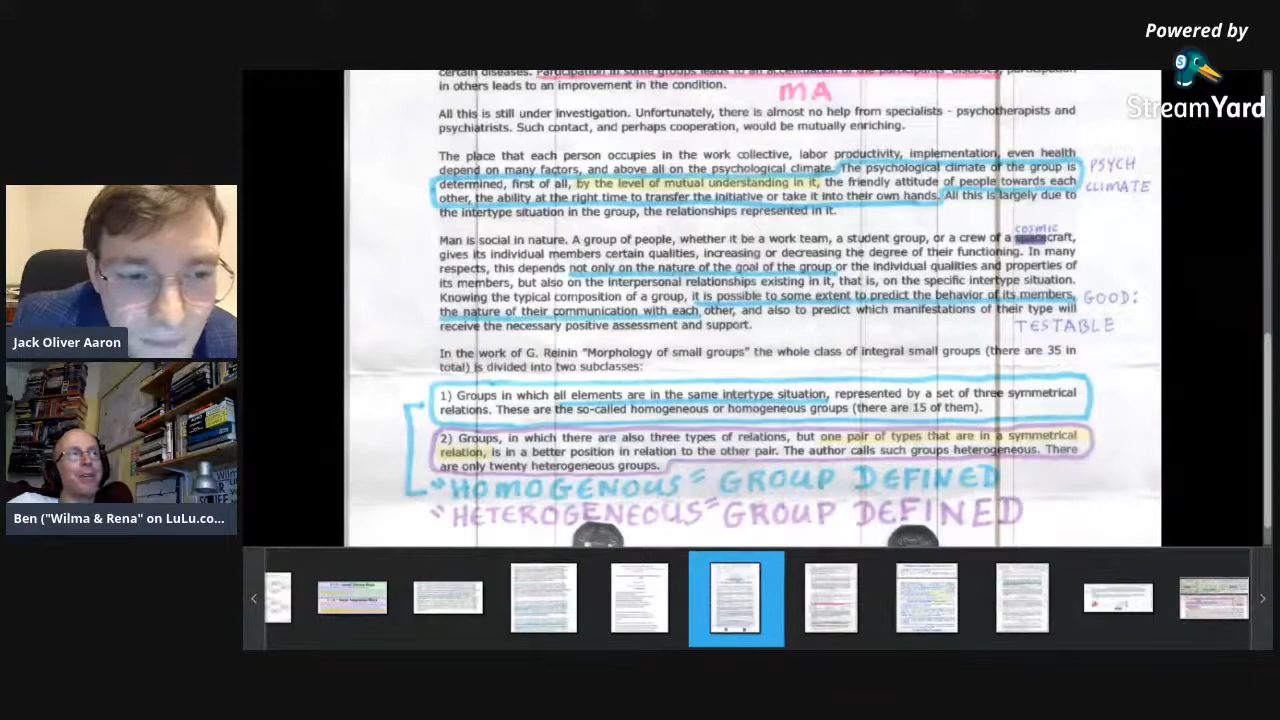 Powered by
StreamYard
certain diseases. Participation in some groups leads to an accentuation of the participants' diseases, participation
in others leads to an improvement in the condition.
MA
All this is still under investigation. Unfortunately, there is almost no help from specialists - psychotherapists and
psychiatrists. Such contact, and perhaps cooperation, would be mutually enriching.
The place that each person occupies in the work collective, labor productivity, implementation, even health
depend on many factors, and above all on the psychological climate. The psychological climate of the group is
determined, first of all, by the level of mutual understanding in it, the friendly attitude of people towards each
other, the ability at the right time to transfer the initiative or take it into their own hands. All this is largely due to
the intertype situation in the group, the relationships represented in it.
PSYCH
CLIMATE
Man is social in nature. A group of people, whether it be a work team, a student group, or a crew of a spacecraft,
cosmic
gives its individual members certain qualities, increasing or decreasing the degree of their functioning. In many
respects, this depends not only on the nature of the goal of the group or the individual qualities and properties of
its members, but also on the interpersonal relationships existing in it, that is, on the specific intertype situation.
Knowing the typical composition of a group, it is possible to some extent to predict the behavior of its members,
the nature of their communication with each other, and also to predict which manifestations of their type will
receive the necessary positive assessment and support.
GOOD:
TESTABLE
In the work of G. Reinin "Morphology of small groups" the whole class of integral small groups (there are 35 in
total) is divided into two subclasses:
1) Groups in which all elements are in the same intertype situation, represented by a set of three symmetrical
relations. These are the so-called homogeneous or homogeneous groups (there are 15 of them).
2) Groups, in which there are also three types of relations, but one pair of types that are in a symmetrical
relation, is in a better position in relation to the other pair. The author calls such groups heterogeneous. There
are only twenty heterogeneous groups.
"HOMOGENOUS" GROUP DEFINED
"HETEROGENEOUS" GROUP DEFINED
Jack Oliver Aaron
Ben ("Wilma & Rena" on LuLu.co...